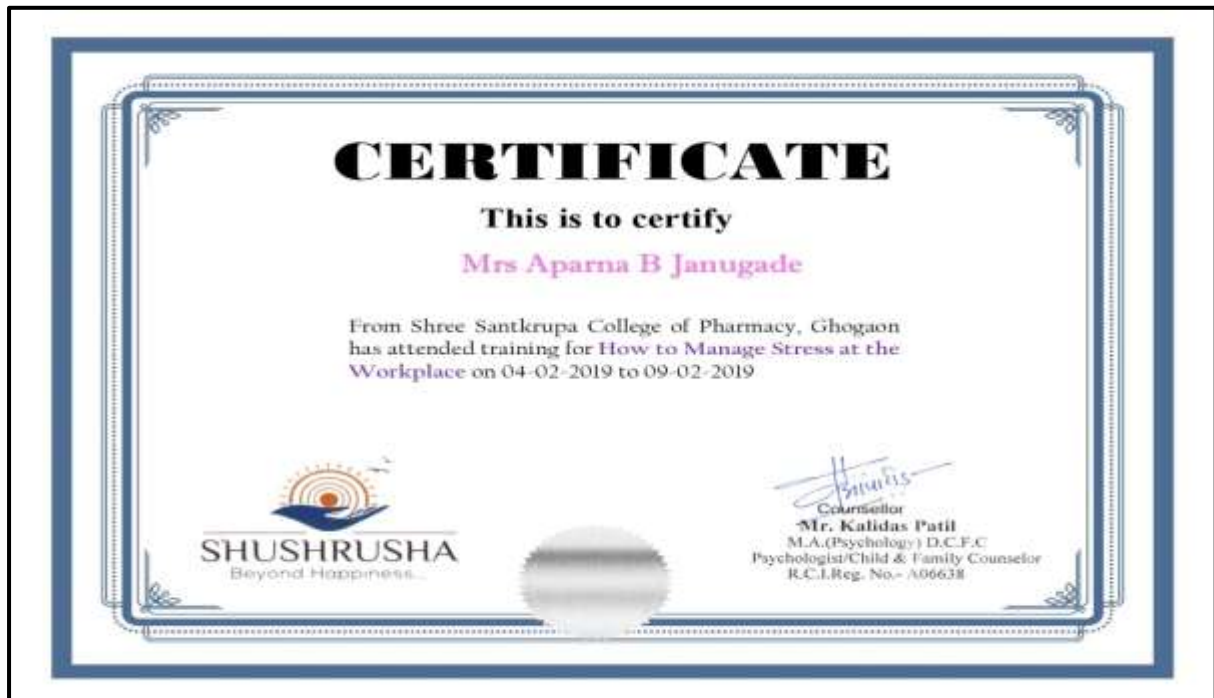 CERTIFICATE
This is to certify
Mrs Aparna B Janugade
From Shree Santkrupa College of Pharmacy, Ghogaon
has attended training for How to Manage Stress at the
Workplace on 04-02-2019 to 09-02-2019
SHUSHRUSHA
Beyond Happiness...
Counsellor
Mr. Kalidas Patil
M.A.(Psychology) D.C.F.C
Psychologist/Child & Family Counselor
R.C.I.Reg. No.- A06638